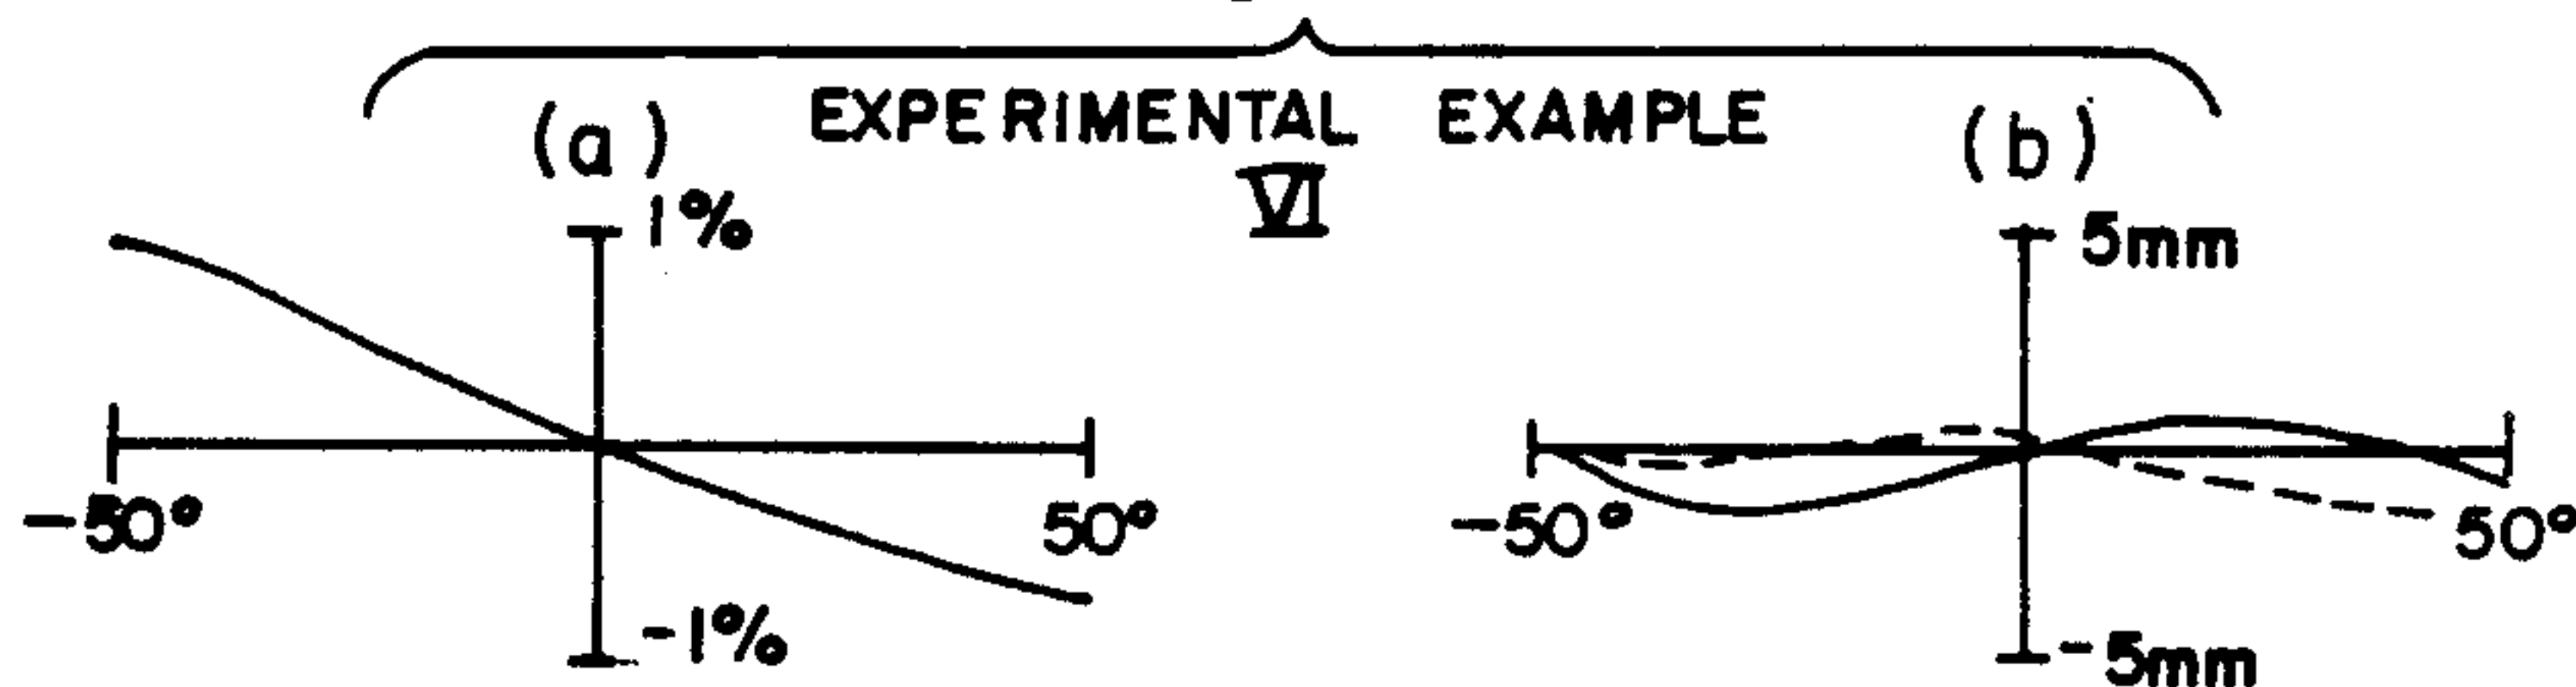 EXPERIMENTAL EXAMPLE
VI
(a)
1%
-50°
50°
-1%
(b)
5mm
-50°
50°
-5mm